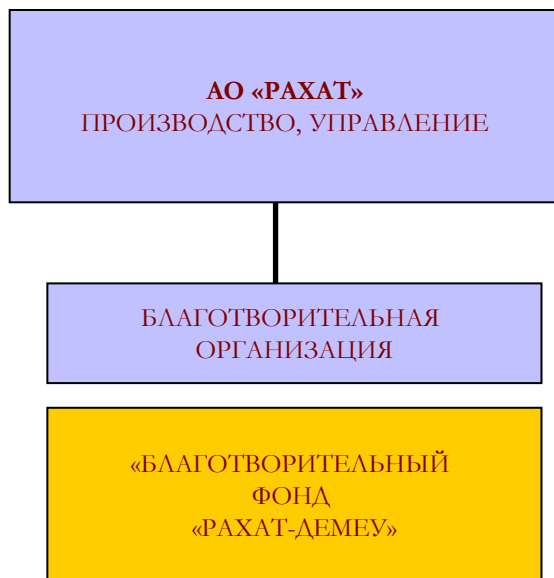 АО «РАХАТ»
ПРОИЗВОДСТВО, УПРАВЛЕНИЕ
БЛАГОТВОРИТЕЛЬНАЯ
ОРГАНИЗАЦИЯ
«БЛАГОТВОРИТЕЛЬНЫЙ
ФОНД
«РАХАТ-ДЕМЕУ»